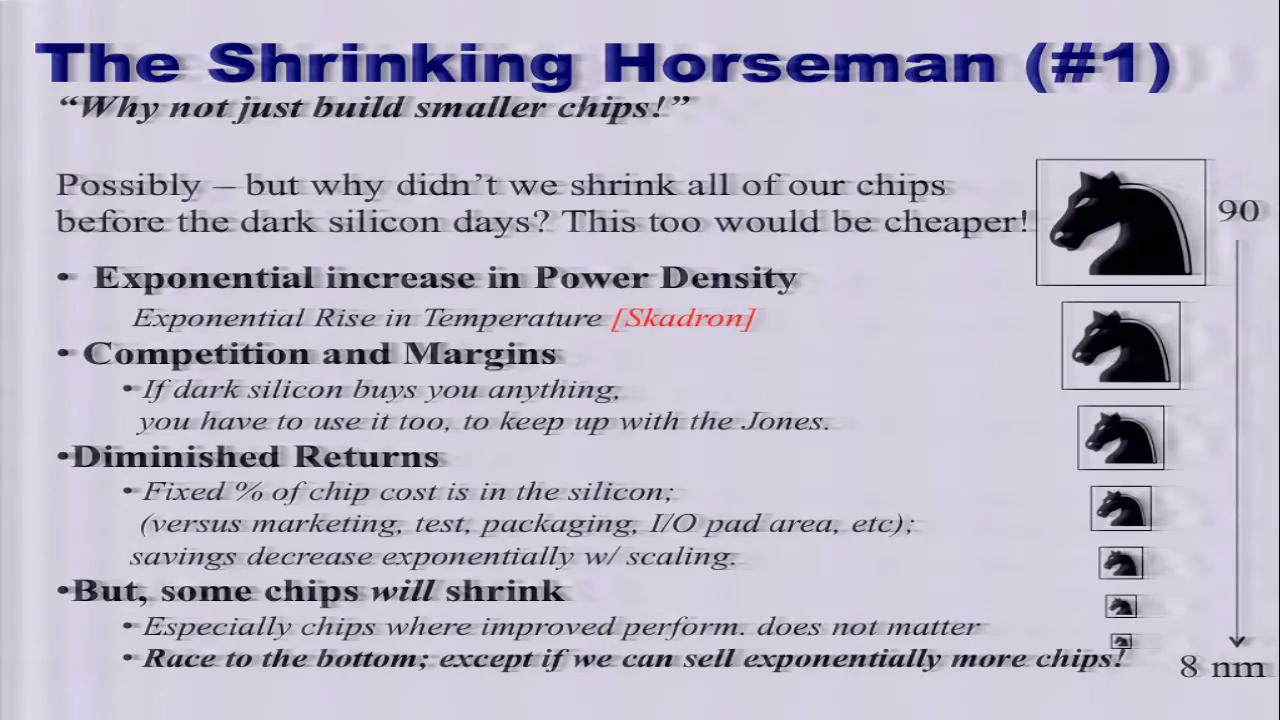 The Shrinking Horseman (#1)
“Why not just build smaller chips!”
Possibly – but why didn’t we shrink all of our chips
before the dark silicon days? This too would be cheaper!
• Exponential increase in Power Density
Exponential Rise in Temperature [Skadron]
• Competition and Margins
• If dark silicon buys you anything,
you have to use it too, to keep up with the Jones.
•Diminished Returns
• Fixed % of chip cost is in the silicon;
(versus marketing, test, packaging, I/O pad area, etc);
savings decrease exponentially w/ scaling.
•But, some chips will shrink
• Especially chips where improved perform. does not matter
• Race to the bottom; except if we can sell exponentially more chips!
90
8 nm